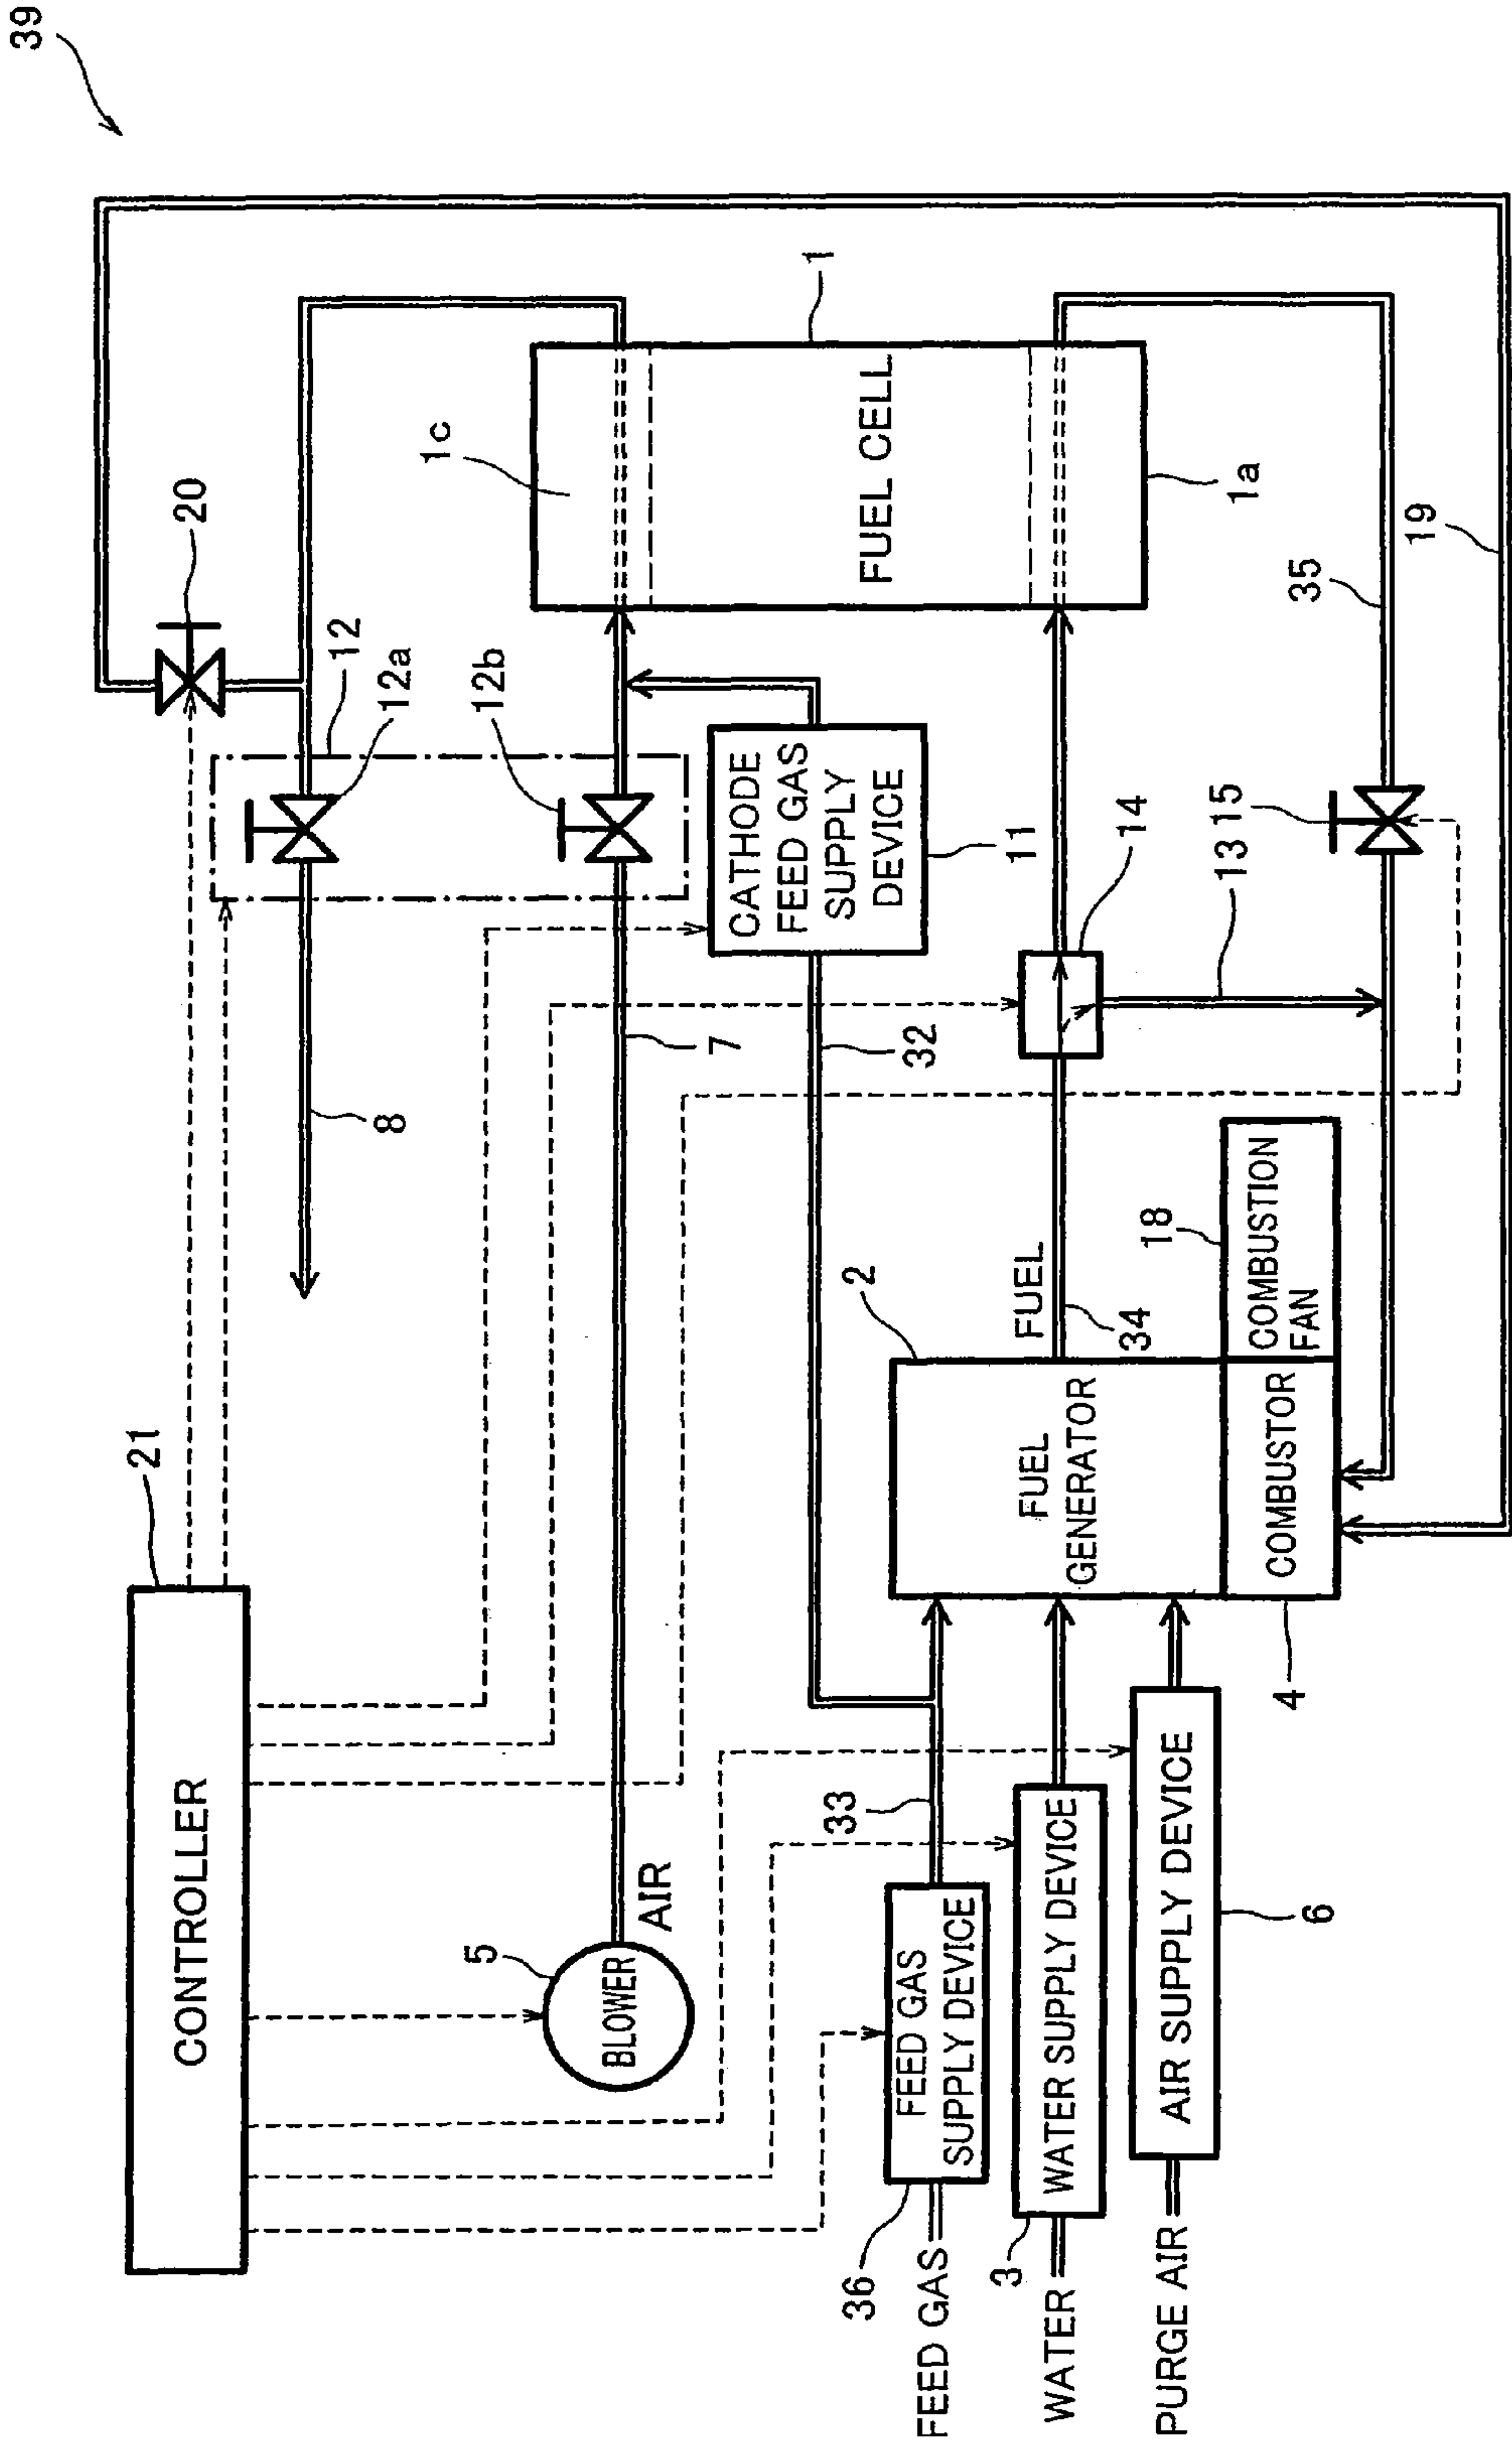 39
CONTROLLER
21
20
12
12a
12b
8
7
5
BLOWER
AIR
1
1c
FUEL CELL
1a
CATHODE
FEED GAS
SUPPLY
DEVICE
11
32
14
13
15
35
19
2
FUEL
34
18
COMBUSTION
FAN
FUEL
GENERATOR
COMBUSTOR
4
33
FEED GAS
SUPPLY DEVICE
36
FEED GAS
WATER SUPPLY DEVICE
3
WATER
AIR SUPPLY DEVICE
6
PURGE AIR